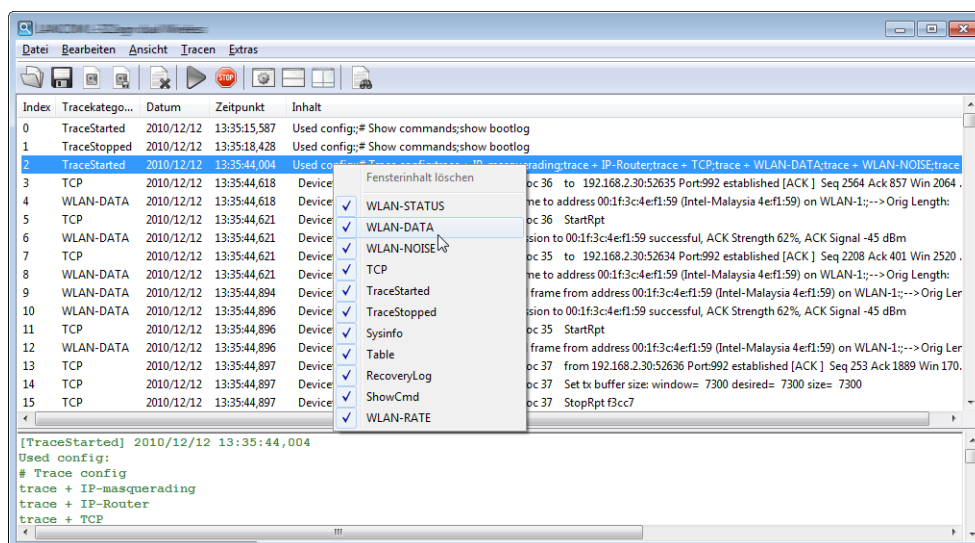 Datei Bearbeiten Ansicht Tracen Extras
STOP
Index Tracekatego... Datum Zeitpunkt Inhalt
0 TraceStarted 2010/12/12 13:35:15,587 Used config:;# Show commands;show bootlog
1 TraceStopped 2010/12/12 13:35:18,428 Used config:;# Show commands;show bootlog
2 TraceStarted 2010/12/12 13:35:44,004 Used config:;# Trace config;trace + IP-masquerading;trace + IP-Router;trace + TCP;trace + WLAN-DATA;trace + WLAN-NOISE;trace
3 TCP 2010/12/12 13:35:44,618 Device oc 36 to 192.168.2.30:52635 Port:992 established [ACK ] Seq 2564 Ack 857 Win 2064 .
4 WLAN-DATA 2010/12/12 13:35:44,618 Device me to address 00:1f:3c:4e:f1:59 (Intel-Malaysia 4e:f1:59) on WLAN-1:;-->Orig Length:
5 TCP 2010/12/12 13:35:44,621 Device oc 36 StartRpt
6 WLAN-DATA 2010/12/12 13:35:44,621 Device sion to 00:1f:3c:4e:f1:59 successful, ACK Strength 62%, ACK Signal -45 dBm
7 TCP 2010/12/12 13:35:44,621 Device oc 35 to 192.168.2.30:52634 Port:992 established [ACK ] Seq 2208 Ack 401 Win 2520 .
8 WLAN-DATA 2010/12/12 13:35:44,621 Device me to address 00:1f:3c:4e:f1:59 (Intel-Malaysia 4e:f1:59) on WLAN-1:;-->Orig Length:
9 WLAN-DATA 2010/12/12 13:35:44,894 Device frame from address 00:1f:3c:4e:f1:59 (Intel-Malaysia 4e:f1:59) on WLAN-1:;-->Orig Len
10 WLAN-DATA 2010/12/12 13:35:44,896 Device sion to 00:1f:3c:4e:f1:59 successful, ACK Strength 62%, ACK Signal -45 dBm
11 TCP 2010/12/12 13:35:44,896 Device oc 35 StartRpt
12 WLAN-DATA 2010/12/12 13:35:44,896 Device frame from address 00:1f:3c:4e:f1:59 (Intel-Malaysia 4e:f1:59) on WLAN-1:;-->Orig Len
13 TCP 2010/12/12 13:35:44,897 Device oc 37 from 192.168.2.30:52636 Port:992 established [ACK ] Seq 253 Ack 1889 Win 170.
14 TCP 2010/12/12 13:35:44,897 Device oc 37 Set tx buffer size: window= 7300 desired= 7300 size= 7300
15 TCP 2010/12/12 13:35:44,897 Device oc 37 StopRpt f3cc7
Fensterinhalt löschen
WLAN-STATUS
WLAN-DATA
WLAN-NOISE
TCP
TraceStarted
TraceStopped
Sysinfo
Table
RecoveryLog
ShowCmd
WLAN-RATE
[TraceStarted] 2010/12/12 13:35:44,004
Used config:
# Trace config
trace + IP-masquerading
trace + IP-Router
trace + TCP